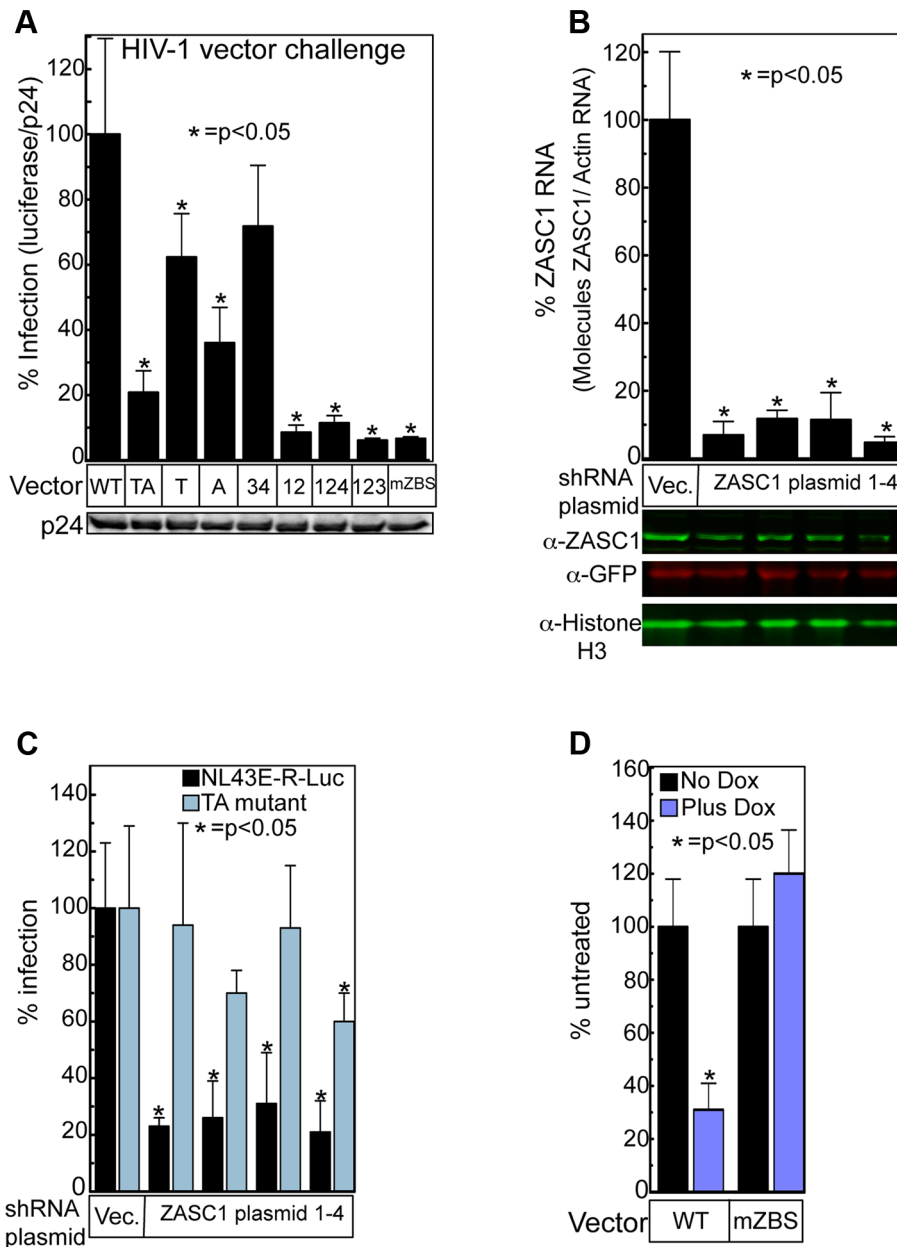 A
HIV-1 vector challenge
*=p<0.05
% Infection (luciferase/p24)
120
100
80
60
40
20
0
* * * * * * *
Vector WT TA T A 34 12 124 123 mZBS
p24
B
*=p<0.05
% ZASC1 RNA
(Molecules ZASC1/ Actin RNA)
120
100
80
60
40
20
0
* * * *
shRNA plasmid Vec. ZASC1 plasmid 1-4
α-ZASC1
α-GFP
α-Histone
H3
C
NL43E-R-Luc
TA mutant
*=p<0.05
% infection
140
120
100
80
60
40
20
0
* * * * *
shRNA plasmid Vec. ZASC1 plasmid 1-4
D
No Dox
Plus Dox
*=p<0.05
% untreated
160
140
120
100
80
60
40
20
0
*
Vector WT mZBS